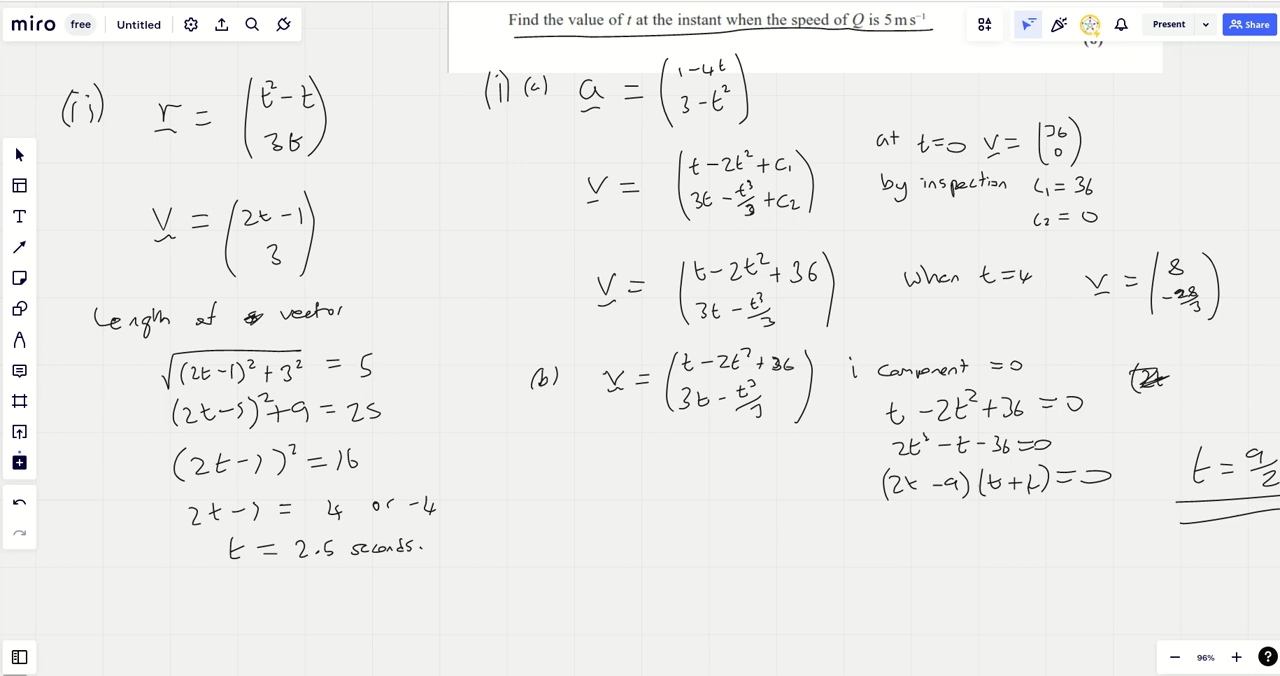 miro free Untitled Present Share
Find the value of t at the instant when the speed of Q is 5 m s⁻¹
(ii) r = (t² - t, 3t)
v = (2t - 1, 3)
Length of vector
√((2t-1)² + 3²) = 5
(2t-5)² + 9 = 25
(2t-1)² = 16
2t-1 = 4 or -4
t = 2.5 seconds.
(i) (a) a = (1-4t, 3-t²)
v = (t - 2t² + c₁, 3t - t³/3 + c₂)
at t=0 v = (36, 0)
by inspection c₁ = 36
c₂ = 0
v = (t - 2t² + 36, 3t - t³/3)
when t=4 v = (8, -28/3)
(b) v = (t - 2t² + 36, 3t - t³/3)
i component = 0
t - 2t² + 36 = 0
2t² - t - 36 = 0
(2t - 9)(t + 4) = 0
t = 9/2
96%